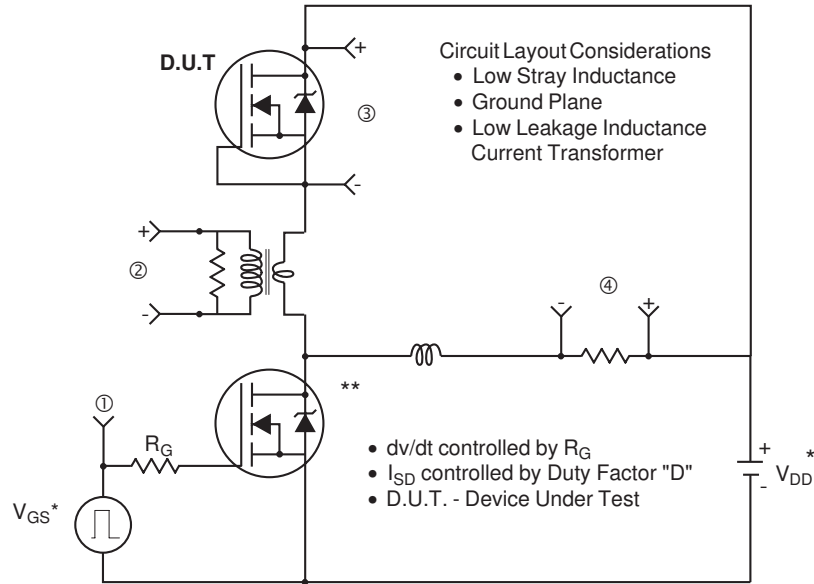 D.U.T
+
Circuit Layout Considerations
• Low Stray Inductance
• Ground Plane
• Low Leakage Inductance
Current Transformer
③
-
+
②
-
④
-
+
**
①
R_G
• dv/dt controlled by R_G
• I_SD controlled by Duty Factor "D"
• D.U.T. - Device Under Test
+
-
V_DD*
V_GS*